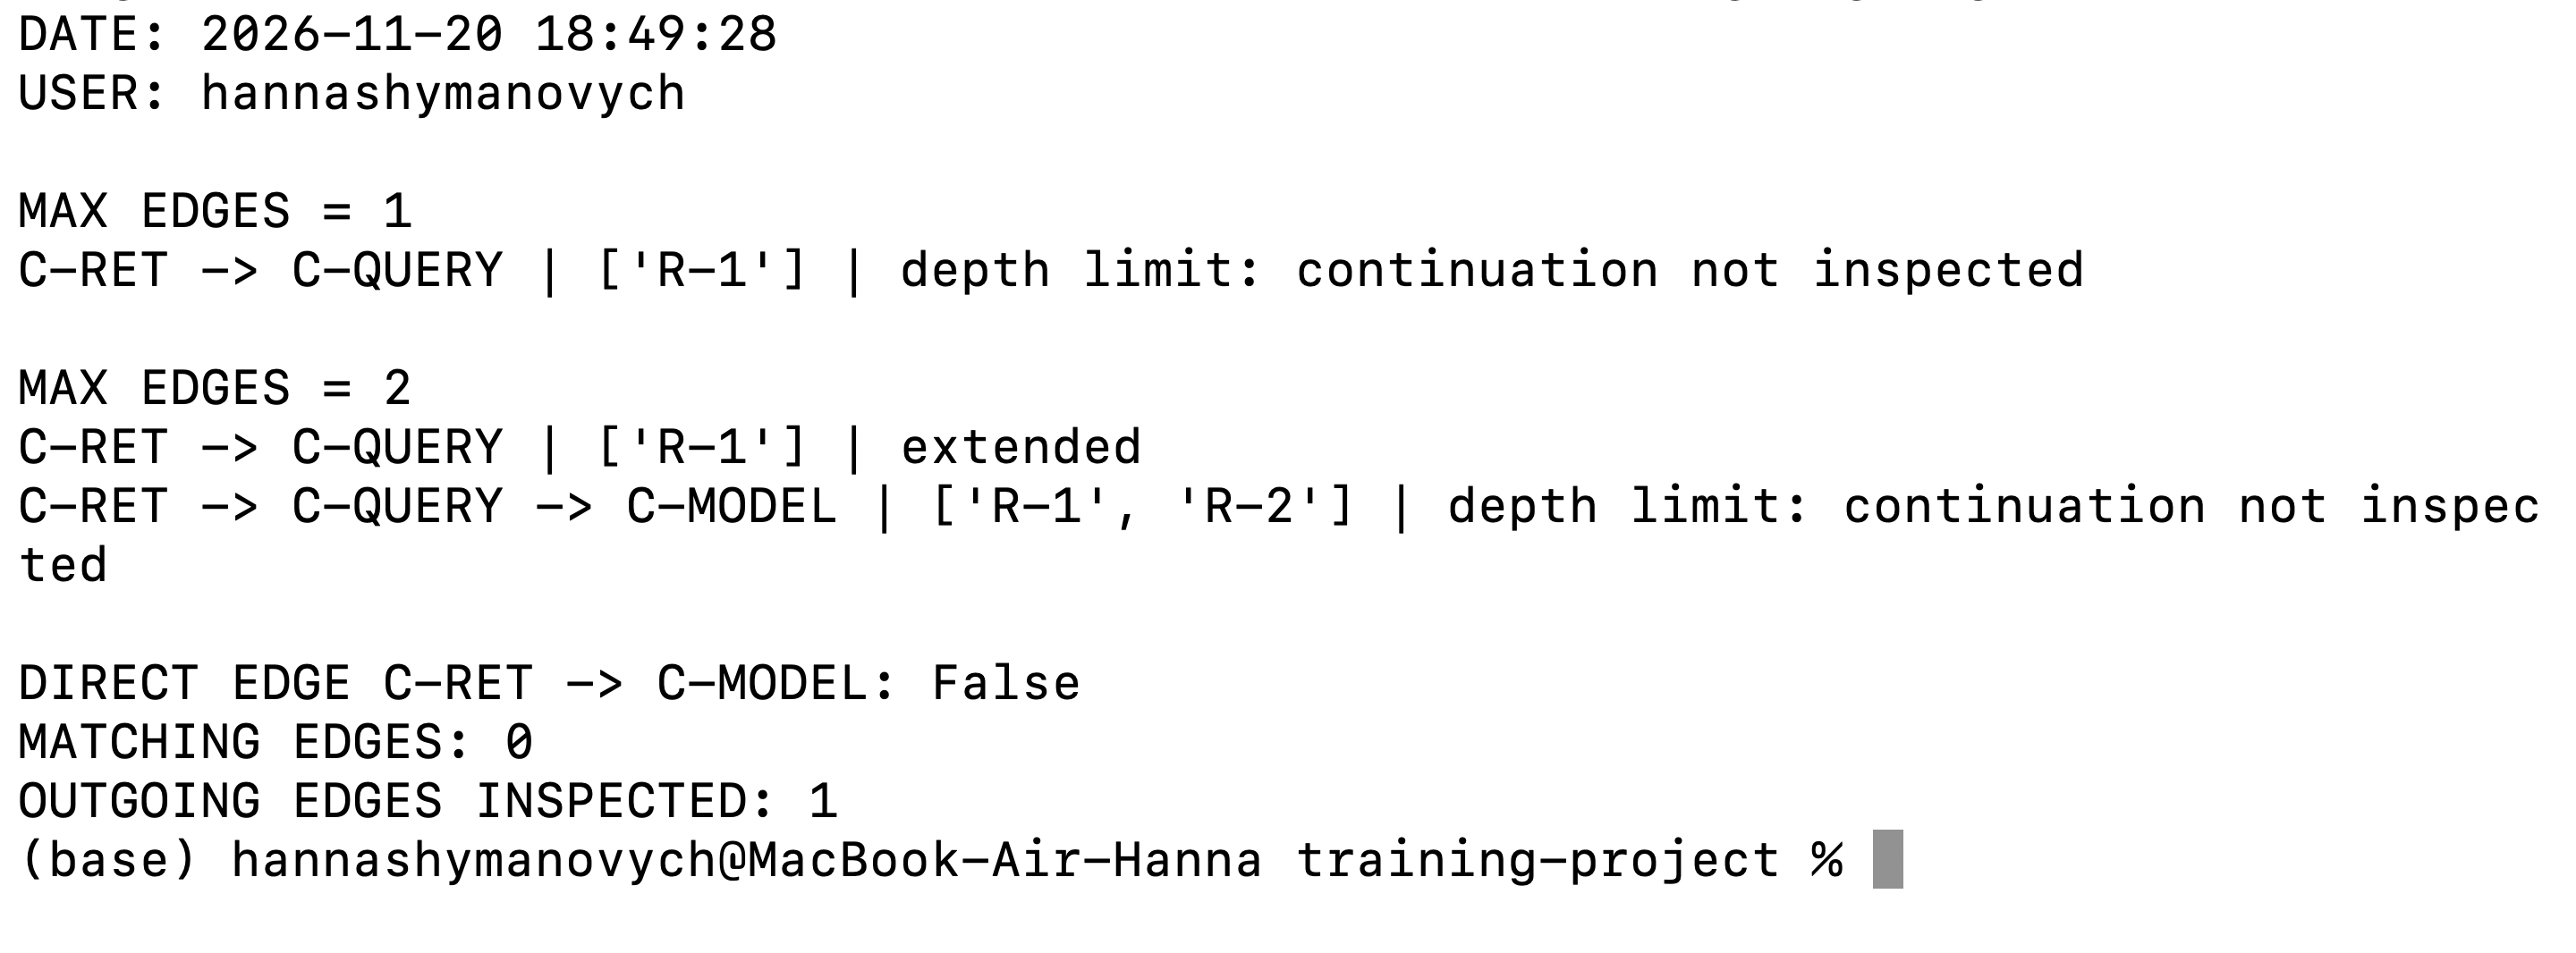 DATE: 2026-11-20 18:49:28
USER: hannashymanovych
MAX EDGES = 1
C-RET -> C-QUERY | ['R-1'] | depth limit: continuation not inspected
MAX EDGES = 2
C-RET -> C-QUERY | ['R-1'] | extended
C-RET -> C-QUERY -> C-MODEL | ['R-1', 'R-2'] | depth limit: continuation not inspec
ted
DIRECT EDGE C-RET -> C-MODEL: False
MATCHING EDGES: 0
OUTGOING EDGES INSPECTED: 1
(base) hannashymanovych@MacBook-Air-Hanna training-project %